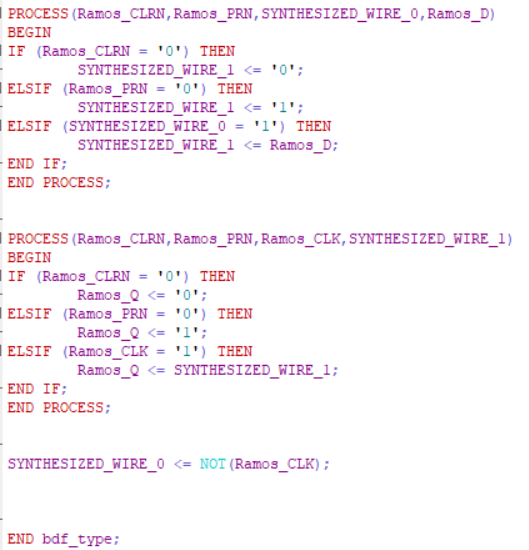 PROCESS(Ramos_CLRN,Ramos_PRN,SYNTHESIZED_WIRE_0,Ramos_D)
BEGIN
IF (Ramos_CLRN = '0') THEN
SYNTHESIZED_WIRE_1 <= '0';
ELSIF (Ramos_PRN = '0') THEN
SYNTHESIZED_WIRE_1 <= '1';
ELSIF (SYNTHESIZED_WIRE_0 = '1') THEN
SYNTHESIZED_WIRE_1 <= Ramos_D;
END IF;
END PROCESS;
PROCESS(Ramos_CLRN,Ramos_PRN,Ramos_CLK,SYNTHESIZED_WIRE_1)
BEGIN
IF (Ramos_CLRN = '0') THEN
Ramos_Q <= '0';
ELSIF (Ramos_PRN = '0') THEN
Ramos_Q <= '1';
ELSIF (Ramos_CLK = '1') THEN
Ramos_Q <= SYNTHESIZED_WIRE_1;
END IF;
END PROCESS;
SYNTHESIZED_WIRE_0 <= NOT(Ramos_CLK);
END bdf_type;